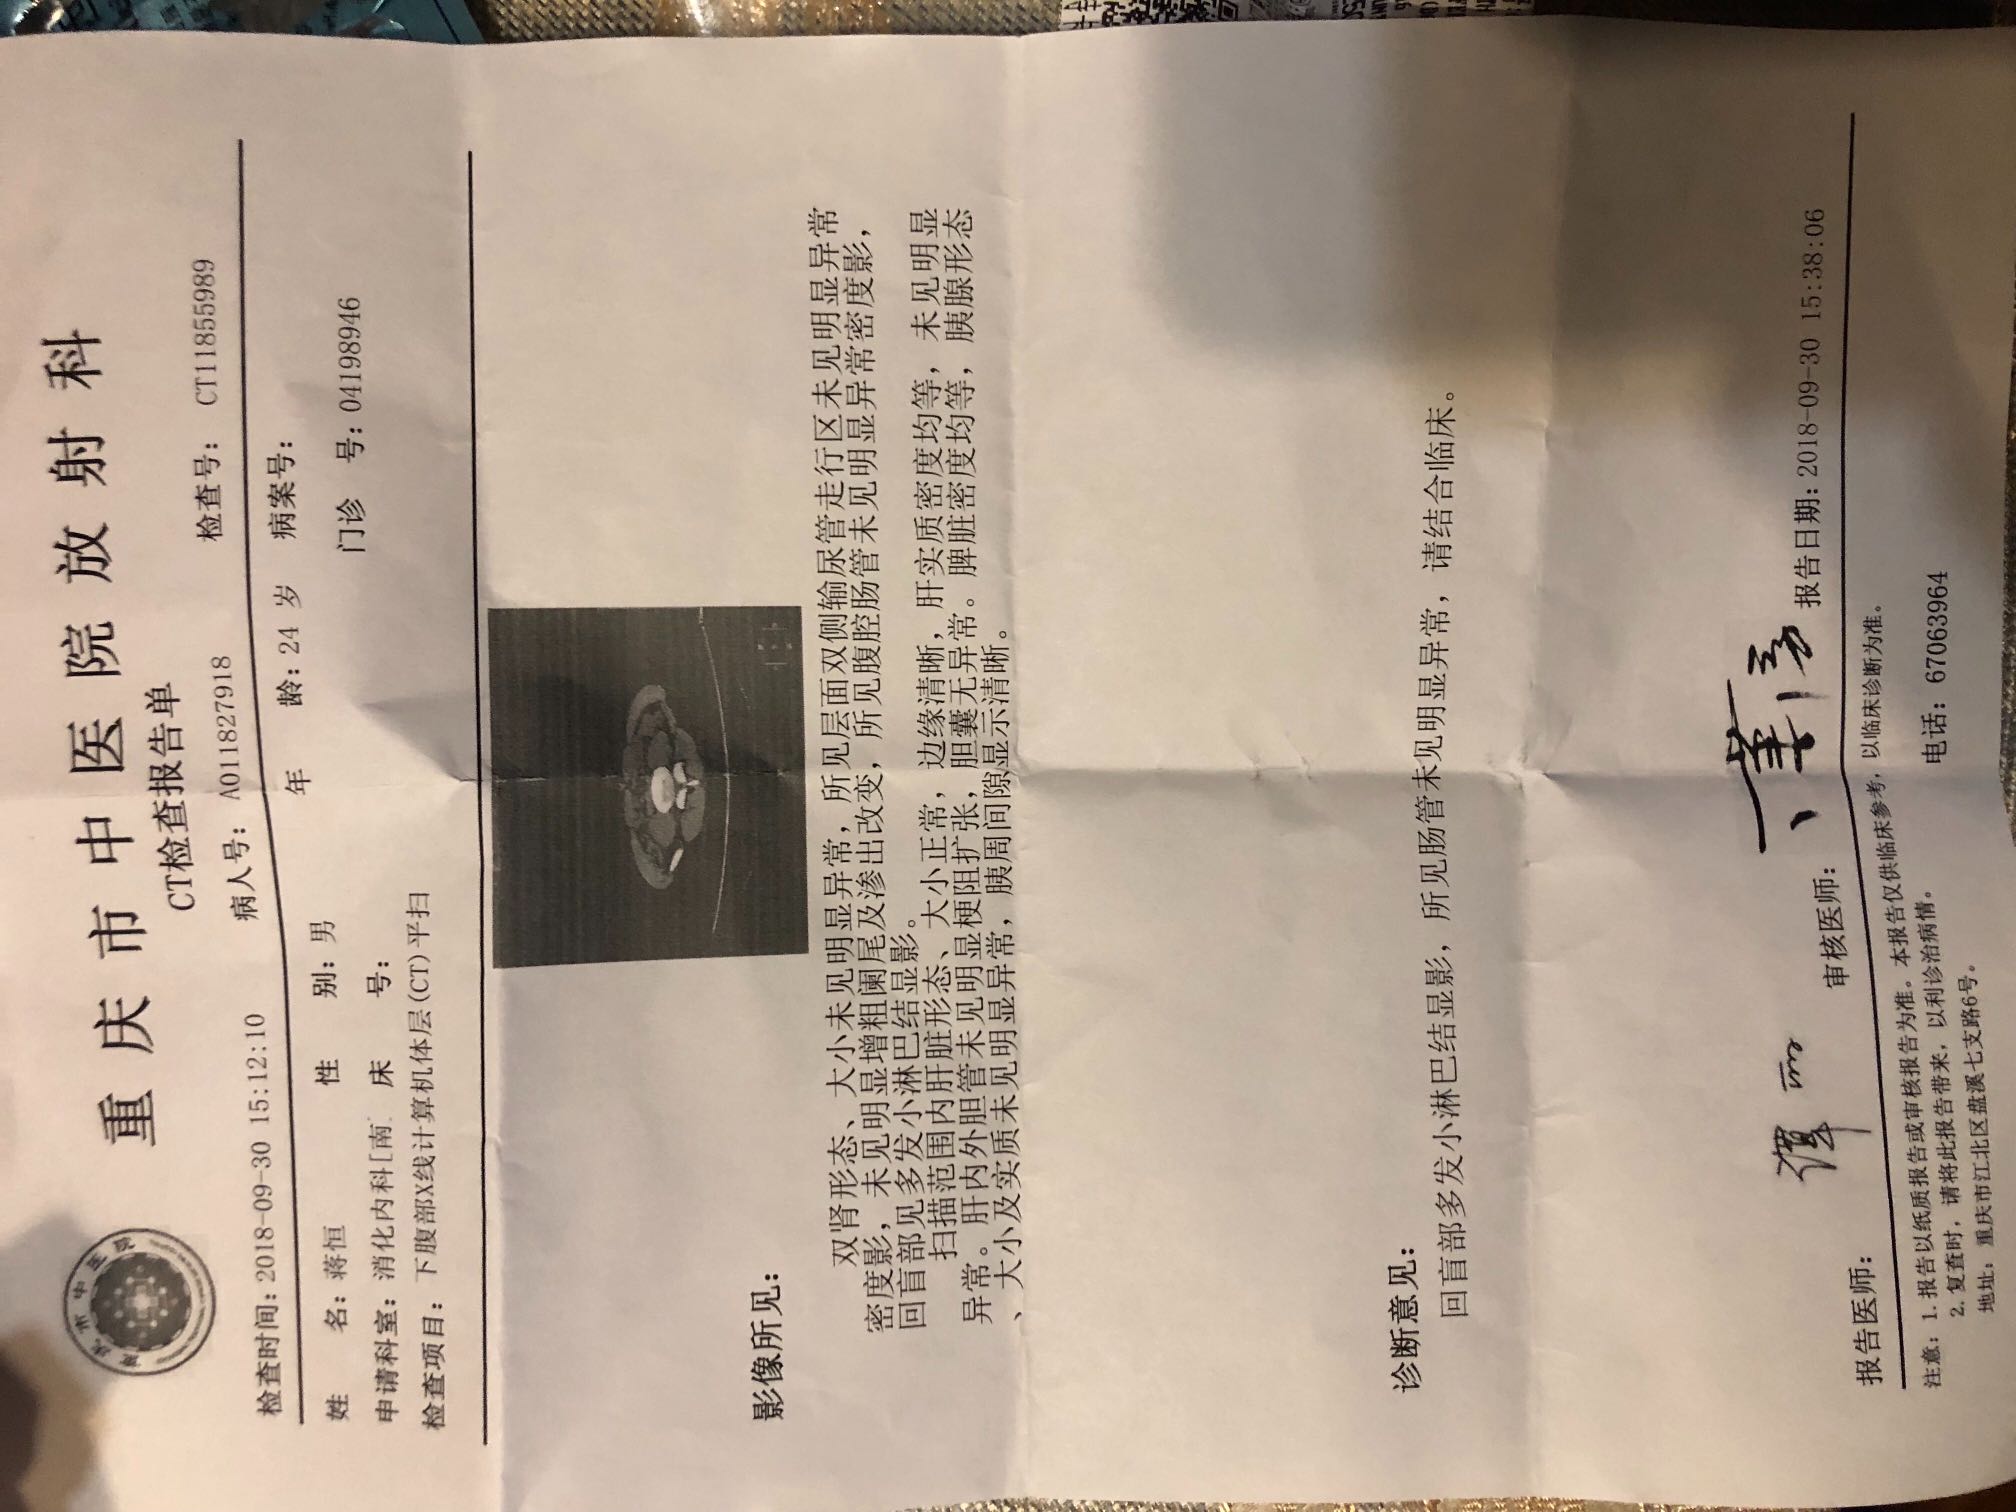 重庆市中医院放射科
CT检查报告单
检查时间: 2018-09-30 15:12:10 病人号: A011827918 检查号: CT11855989
姓 名: 蒋恒 性 别: 男 年 龄: 24 岁 病案号:
申请科室: 消化内科[南 床 号: 门诊 号: 04198946
检查项目: 下腹部X线计算机体层(CT)平扫
影像所见:
双肾形态、大小未见明显异常，所见层面双侧输尿管走行区未见明显异常
密度影，未见明显增粗阑尾及渗出改变，所见腹腔肠管未见明显异常密度影，
回盲部见多发小淋巴结显影。
扫描范围内肝脏形态、大小正常，边缘清晰，肝实质密度均等，未见明显
异常。肝内外胆管未见明显梗阻扩张，胆囊无异常。脾脏密度均等，胰腺形态
、大小及实质未见明显异常，胰周间隙显示清晰。
诊断意见:
回盲部多发小淋巴结显影，所见肠管未见明显异常，请结合临床。
报告医师: 审核医师: 报告日期: 2018-09-30 15:38:06
注意: 1.报告以纸质报告或审核报告为准。本报告仅供临床参考，以临床诊断为准。
2.复查时，请将此报告带来，以利诊治病情。
地址: 重庆市江北区盘溪七支路6号。 电话: 67063964